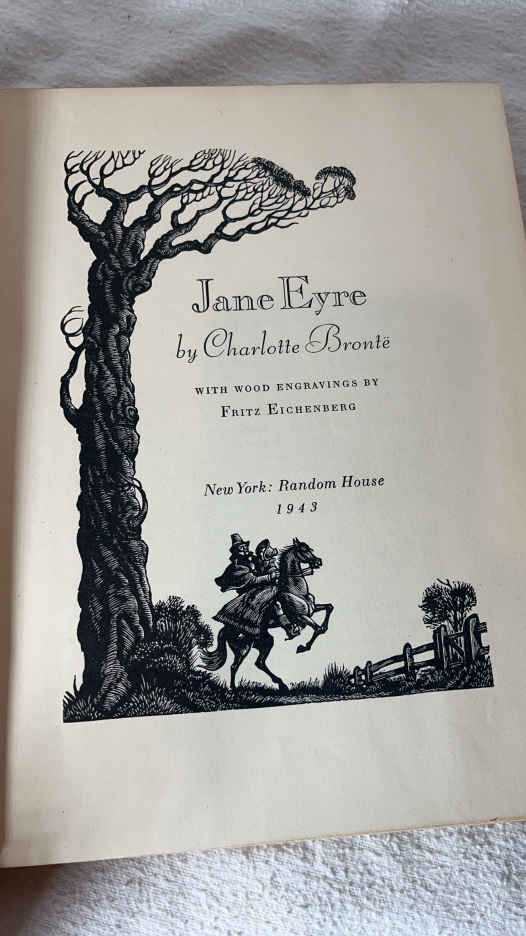 Jane Eyre
by Charlotte Brontë
WITH WOOD ENGRAVINGS BY
FRITZ EICHENBERG
New York: Random House
1943